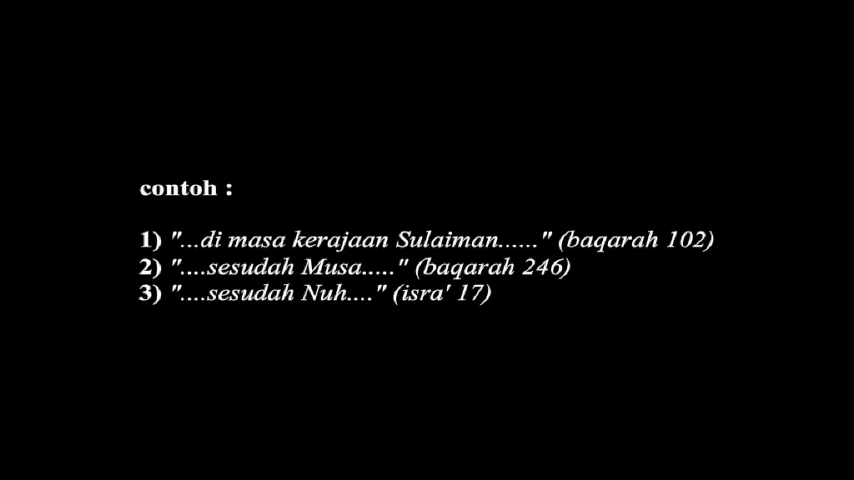 contoh :
1) "...di masa kerajaan Sulaiman......" (baqarah 102)
2) "....sesudah Musa....." (baqarah 246)
3) "....sesudah Nuh...." (isra' 17)